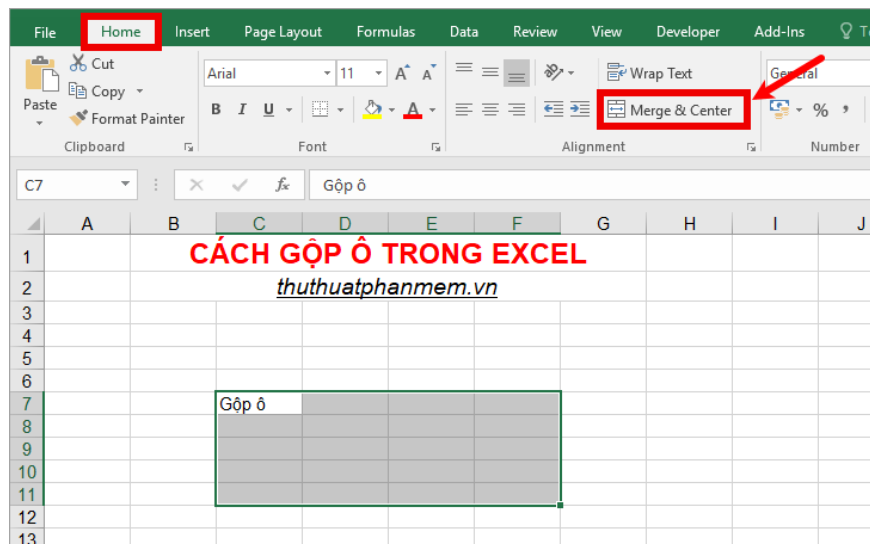 File Home Insert Page Layout Formulas Data Review View Developer Add-Ins
Cut
Copy
Format Painter
Paste
Clipboard
Arial 11 A A
B I U A
Font
Wrap Text
Merge & Center
Alignment
General
% ,
Number
C7 fx Gộp ô
A B C D E F G H I J
1 CÁCH GỘP Ô TRONG EXCEL
2 thuthuatphanmem.vn
3
4
5
6
7 Gộp ô
8
9
10
11
12
13